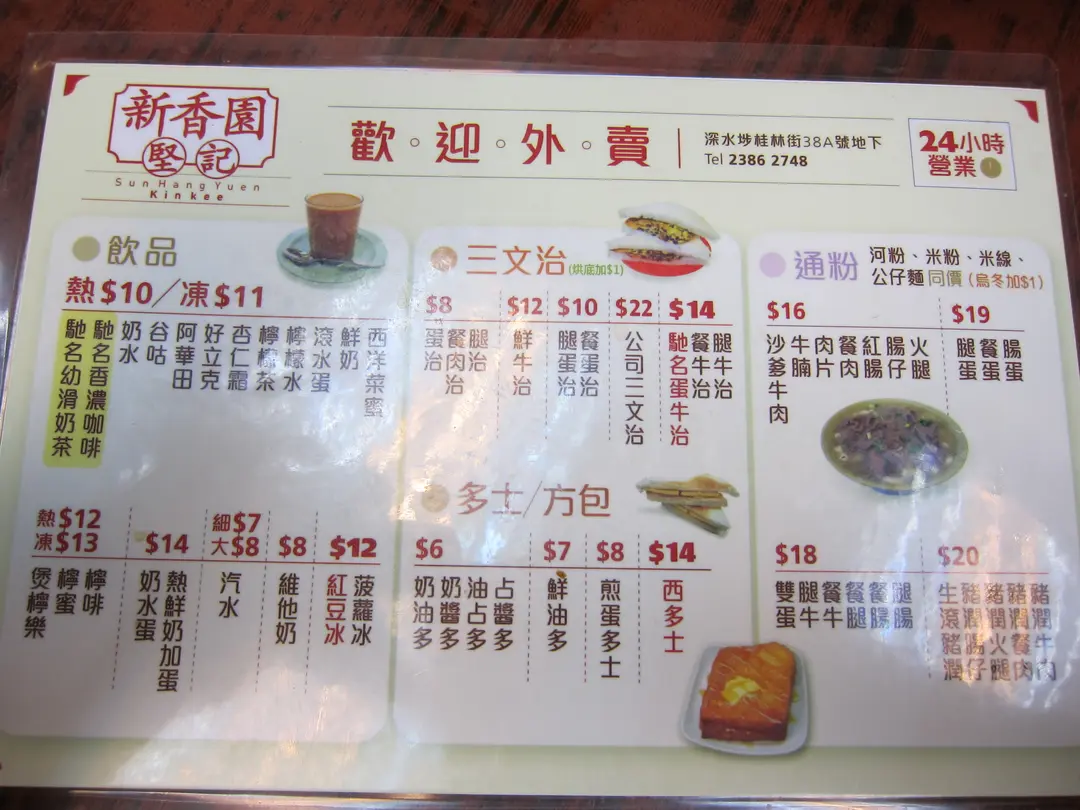 新香園
堅記
Sun Hang Yuen
Kin kee
歡。迎。外。賣
深水埗桂林街38A號地下
Tel 2386 2748
24小時
營業
飲品
熱$10/凍$11
馳名幼滑奶茶
馳名香濃咖啡
奶水
谷咕
阿華田
好立克
杏仁霜
檸檬茶
檸檬水
滾水蛋
鮮奶
西洋菜蜜
熱$12
凍$13
煲檸樂
檸蜜
檸啡
$14
奶水蛋
熱鮮奶加蛋
細$7
大$8
汽水
$8
維他奶
$12
紅豆冰
菠蘿冰
三文治(烘底加$1)
$8
蛋治
餐肉治
腿治
$12
鮮牛治
$10
腿蛋治
餐蛋治
$22
公司三文治
$14
馳名蛋牛治
餐牛治
腿牛治
多士/方包
$6
奶油多
奶醬多
油占多
占醬多
$7
鮮油多
$8
煎蛋多士
$14
西多士
通粉
河粉、米粉、米線、
公仔麵同價(烏冬加$1)
$16
沙爹牛肉
牛腩
肉片
餐肉
紅腸
腸仔
火腿
$19
腿蛋
餐蛋
腸蛋
$18
雙蛋
腿牛
餐牛
餐腿
餐腸
腿腸
$20
生滾豬潤
豬潤腸仔
豬潤火腿
豬潤餐肉
豬潤牛肉